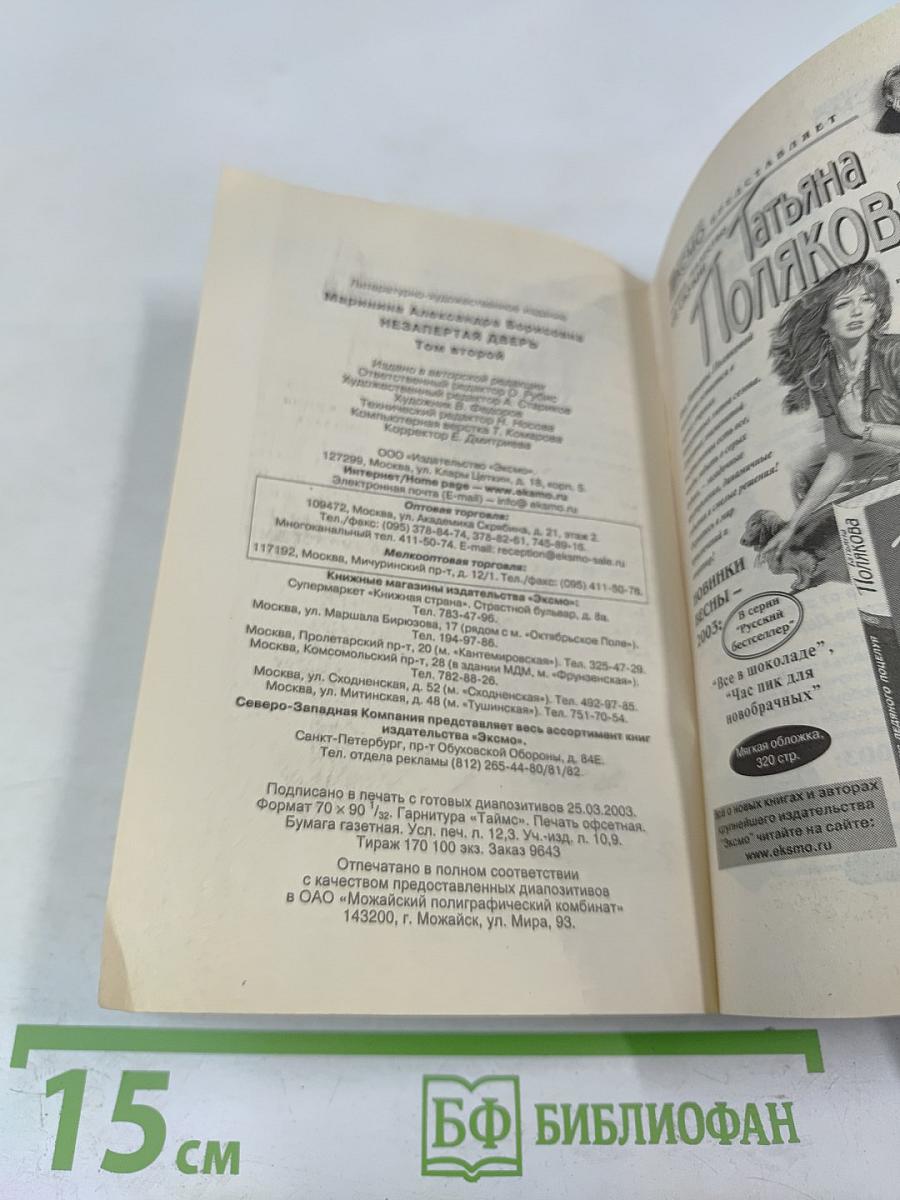 Литературно-художественное издание
Маринина Александра Борисовна
НЕЗАПЕРТАЯ ДВЕРЬ
Том второй
Издано в авторской редакции
Ответственный редактор О. Рубис
Художественный редактор А. Стариков
Художник В. Федоров
Технический редактор Н. Носова
Компьютерная верстка Т. Комарова
Корректор Е. Дмитриева
ООО «Издательство «Эксмо».
127299, Москва, ул. Клары Цеткин, д. 18, корп. 5.
Интернет/Home page — www.eksmo.ru
Электронная почта (E-mail) — info@ eksmo.ru
Оптовая торговля:
109472, Москва, ул. Академика Скрябина, д. 21, этаж 2.
Тел./факс: (095) 378-84-74, 378-82-61, 745-89-16.
Многоканальный тел. 411-50-74. E-mail: reception@eksmo-sale.ru
Мелкооптовая торговля:
117192, Москва, Мичуринский пр-т, д. 12/1. Тел./факс: (095) 411-50-76.
Книжные магазины издательства «Эксмо»:
Супермаркет «Книжная страна». Страстной бульвар, д. 8а.
Тел. 783-47-96.
Москва, ул. Маршала Бирюзова, 17 (рядом с м. «Октябрьское Поле»).
Тел. 194-97-86.
Москва, Пролетарский пр-т, 20 (м. «Кантемировская»). Тел. 325-47-29.
Москва, Комсомольский пр-т, 28 (в здании МДМ, м. «Фрунзенская»).
Тел. 782-88-26.
Москва, ул. Сходненская, д. 52 (м. «Сходненская»). Тел. 492-97-85.
Москва, ул. Митинская, д. 48 (м. «Тушинская»). Тел. 751-70-54.
Северо-Западная Компания представляет весь ассортимент книг
издательства «Эксмо».
Санкт-Петербург, пр-т Обуховской Обороны, д. 84Е.
Тел. отдела рекламы (812) 265-44-80/81/82.
Подписано в печать с готовых диапозитивов 25.03.2003.
Формат 70 × 90 1/32. Гарнитура «Таймс». Печать офсетная.
Бумага газетная. Усл. печ. л. 12,3. Уч.-изд. л. 10,9.
Тираж 170 100 экз. Заказ 9643
Отпечатано в полном соответствии
с качеством предоставленных диапозитивов
в ОАО «Можайский полиграфический комбинат»
143200, г. Можайск, ул. Мира, 93.
Татьяна
ПОЛЯКОВ
НОВИНКИ
ВЕСНЫ –
2003:
В серии
"Русский
бестселлер"
"Все в шоколаде",
"Час пик для
новобрачных"
Мягкая обложка,
320 стр.
о новых книгах и авторах
крупнейшего издательства
"Эксмо" читайте на сайте:
www.eksmo.ru
Татьяна
ПОЛЯКОВА
ледяного поцелуя
15 см
БФ БИБЛИОФАН